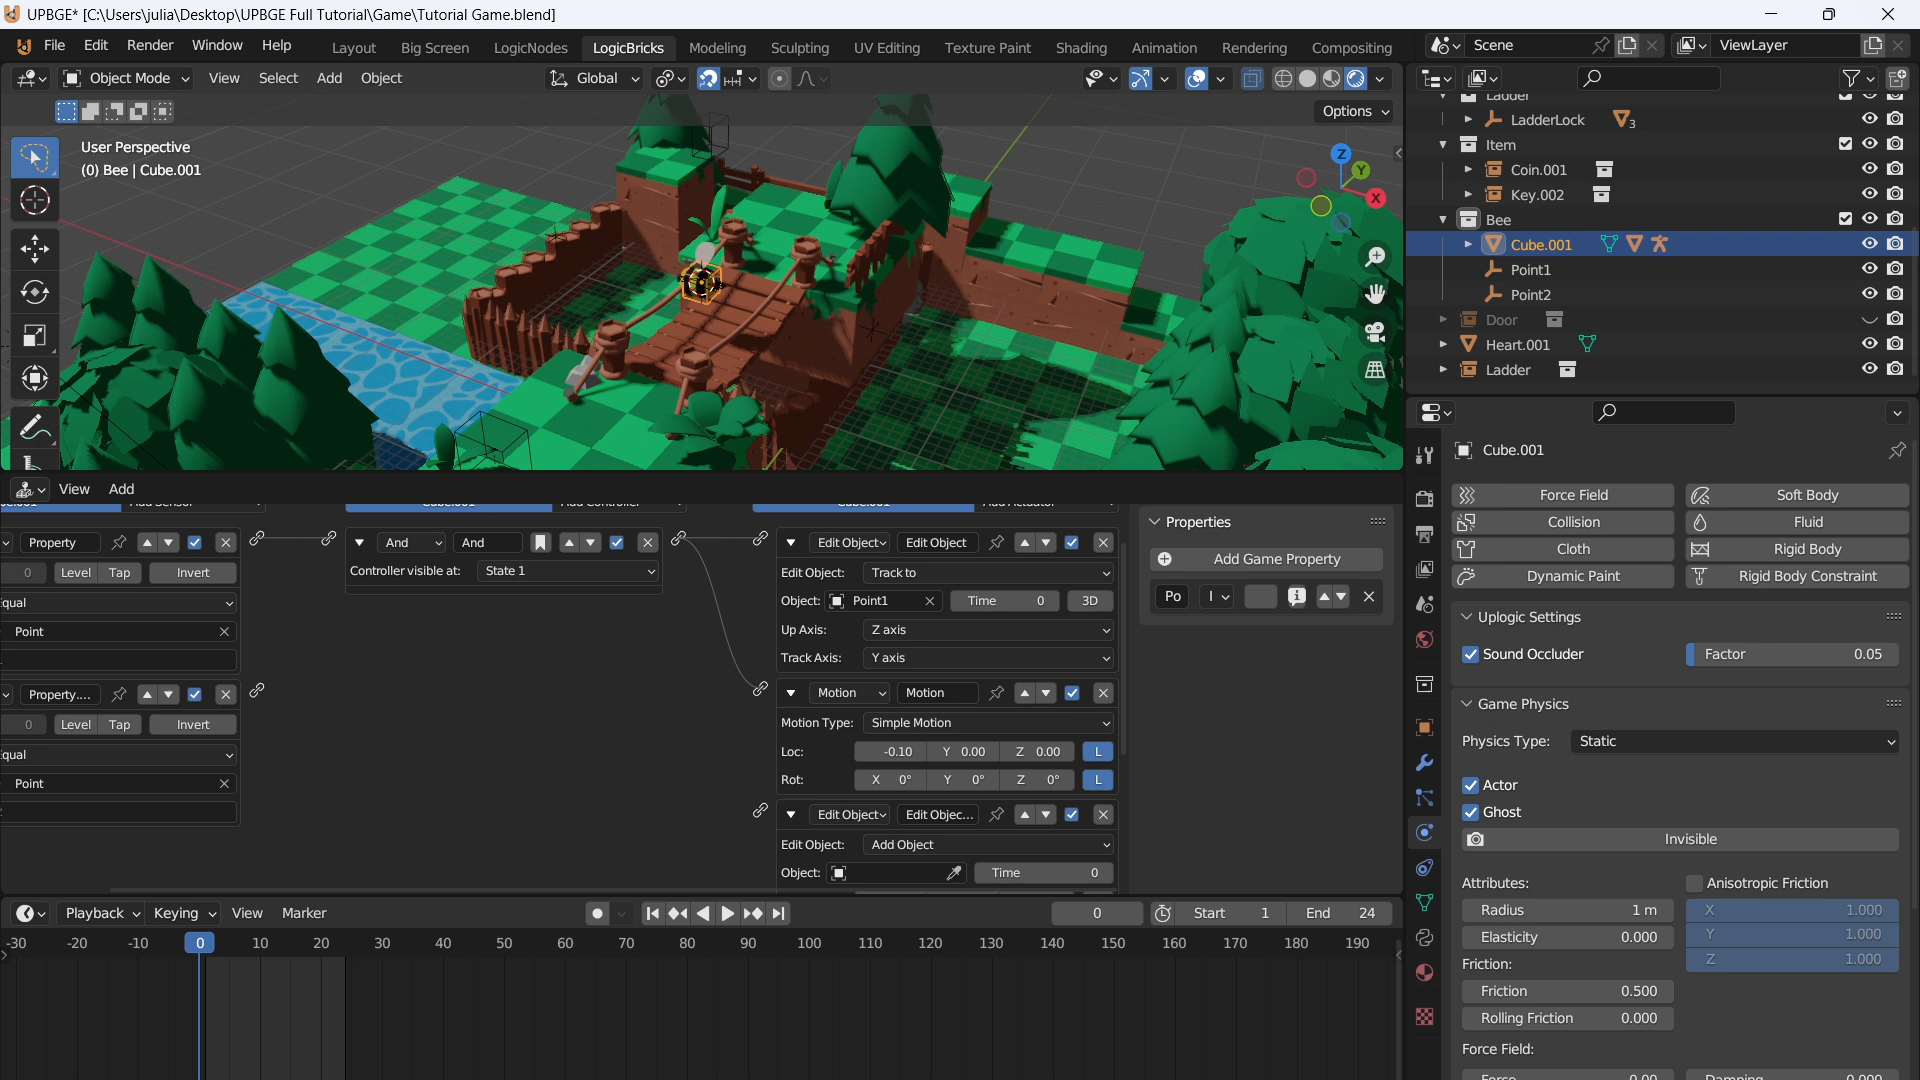 UPBGE* [C:\Users\julia\Desktop\UPBGE Full Tutorial\Game\Tutorial Game.blend]
File Edit Render Window Help Layout Big Screen LogicNodes LogicBricks Modeling Sculpting UV Editing Texture Paint Shading Animation Rendering Compositing Scene ViewLayer
Object Mode View Select Add Object Global
Options
User Perspective
(0) Bee | Cube.001
Z
Y
X
Ladder
LadderLock 3
Item
Coin.001
Key.002
Bee
Cube.001
Point1
Point2
Door
Heart.001
Ladder
View Add
Property
0 Level Tap Invert
Point
Property....
0 Level Tap Invert
Point
And And
Controller visible at: State 1
Edit Object Edit Object
Edit Object: Track to
Object: Point1 Time 0 3D
Up Axis: Z axis
Track Axis: Y axis
Motion Motion
Motion Type: Simple Motion
Loc: -0.10 Y 0.00 Z 0.00 L
Rot: X 0° Y 0° Z 0° L
Edit Object Edit Objec...
Edit Object: Add Object
Object: Time 0
Properties
Add Game Property
Po I
Cube.001
Force Field Soft Body
Collision Fluid
Cloth Rigid Body
Dynamic Paint Rigid Body Constraint
Uplogic Settings
Sound Occluder Factor 0.05
Game Physics
Physics Type: Static
Actor
Ghost
Invisible
Attributes: Anisotropic Friction
Radius 1 m X 1.000
Elasticity 0.000 Y 1.000
Friction: Z 1.000
Friction 0.500
Rolling Friction 0.000
Force Field:
Force 0.00 Damping 0.000
Playback Keying View Marker 0 Start 1 End 24
-30 -20 -10 0 10 20 30 40 50 60 70 80 90 100 110 120 130 140 150 160 170 180 190